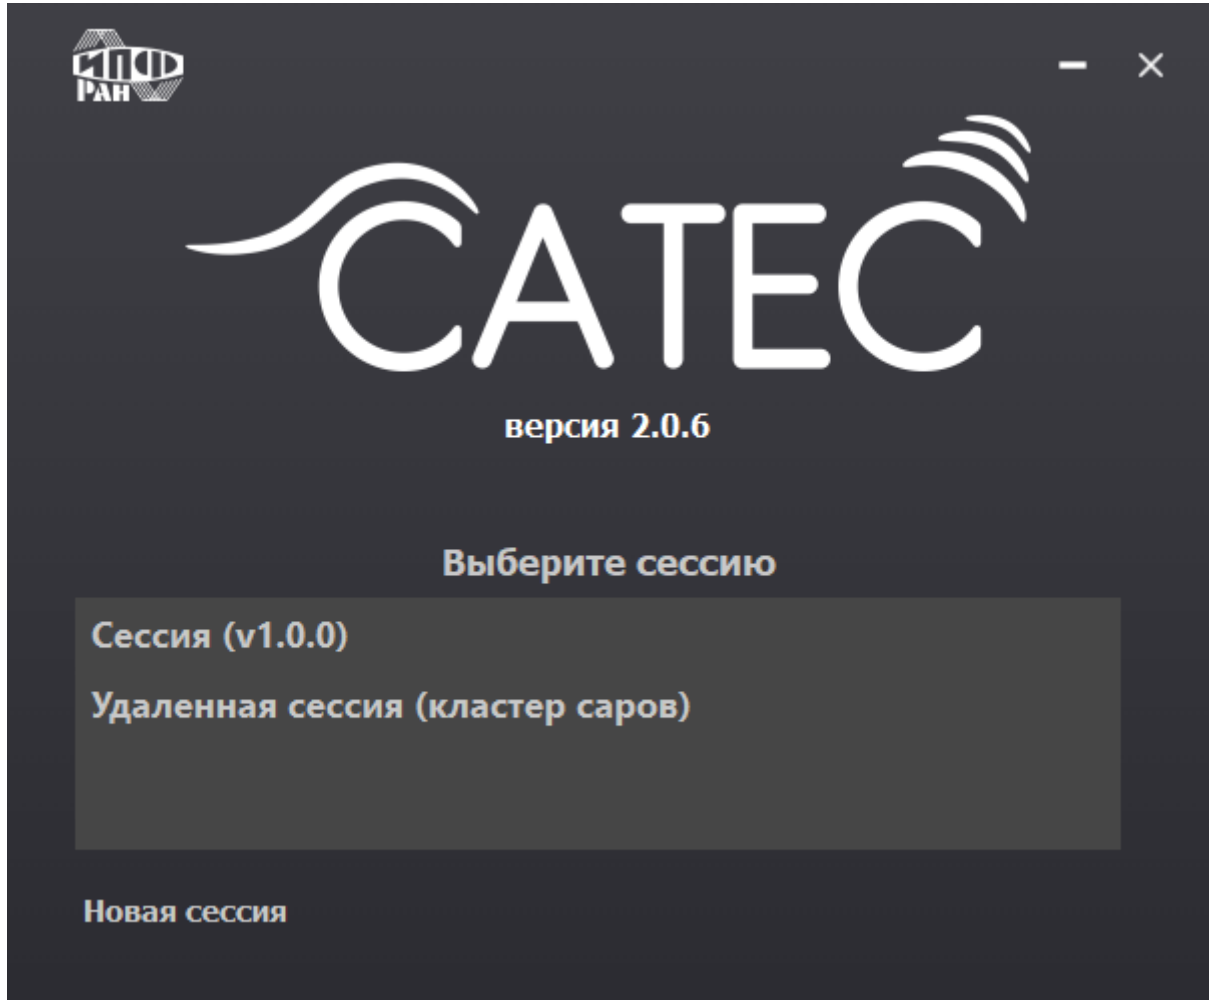 ИПФ
РАН
CATEC
версия 2.0.6
Выберите сессию
Сессия (v1.0.0)
Удаленная сессия (кластер саров)
Новая сессия